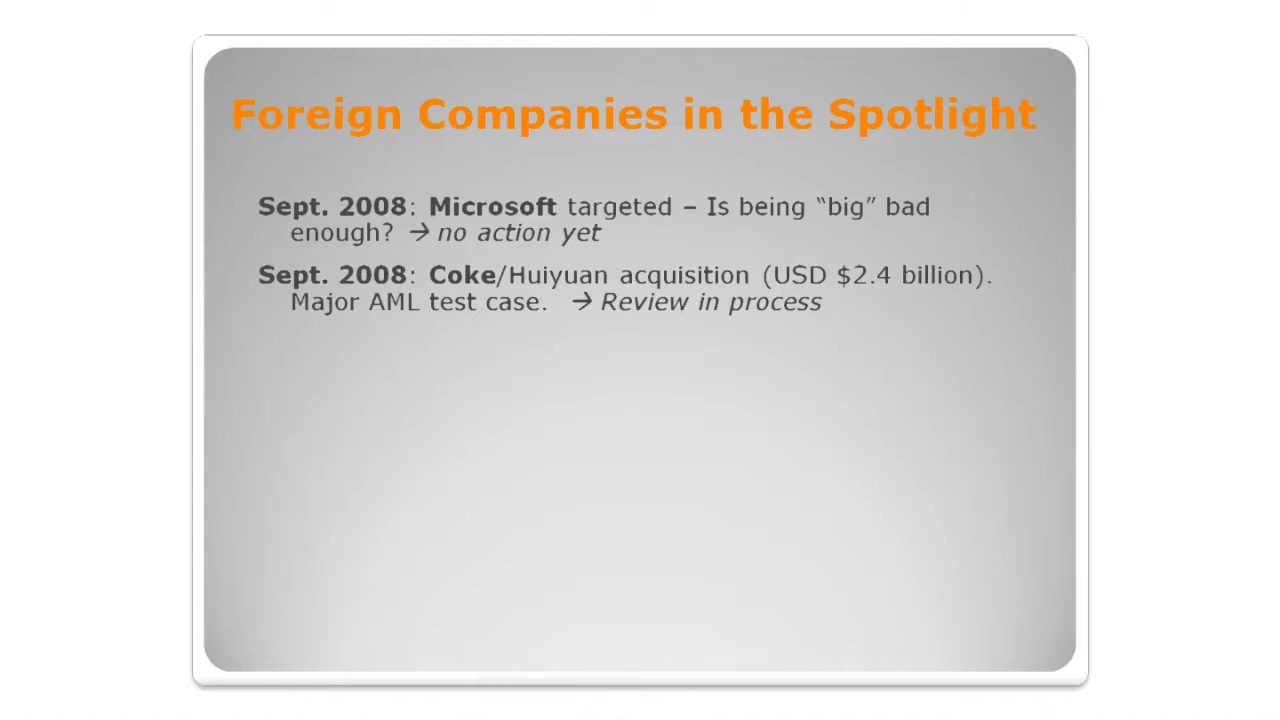 Foreign Companies in the Spotlight
Sept. 2008: Microsoft targeted – Is being “big” bad
enough? → no action yet
Sept. 2008: Coke/Huiyuan acquisition (USD $2.4 billion).
Major AML test case. → Review in process